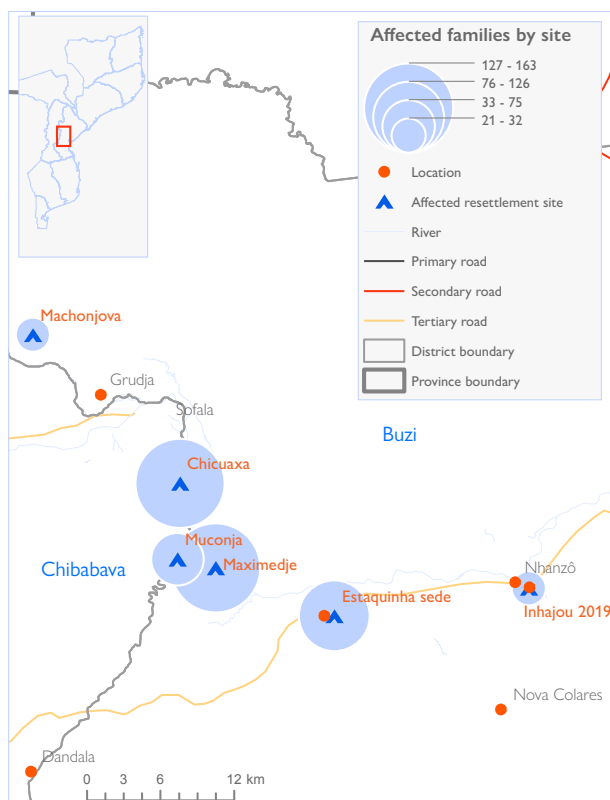 Affected families by site
127 - 163
76 - 126
33 - 75
21 - 32
Location
Affected resettlement site
River
Primary road
Secondary road
Tertiary road
District boundary
Province boundary
Machonjova
Grudja
Sofala
Buzi
Chicuaxa
Muconja
Maximedje
Chibabava
Nhanzô
Estaquinha sede
Inhajou 2019
Nova Colares
Dandala
0 3 6 12 km